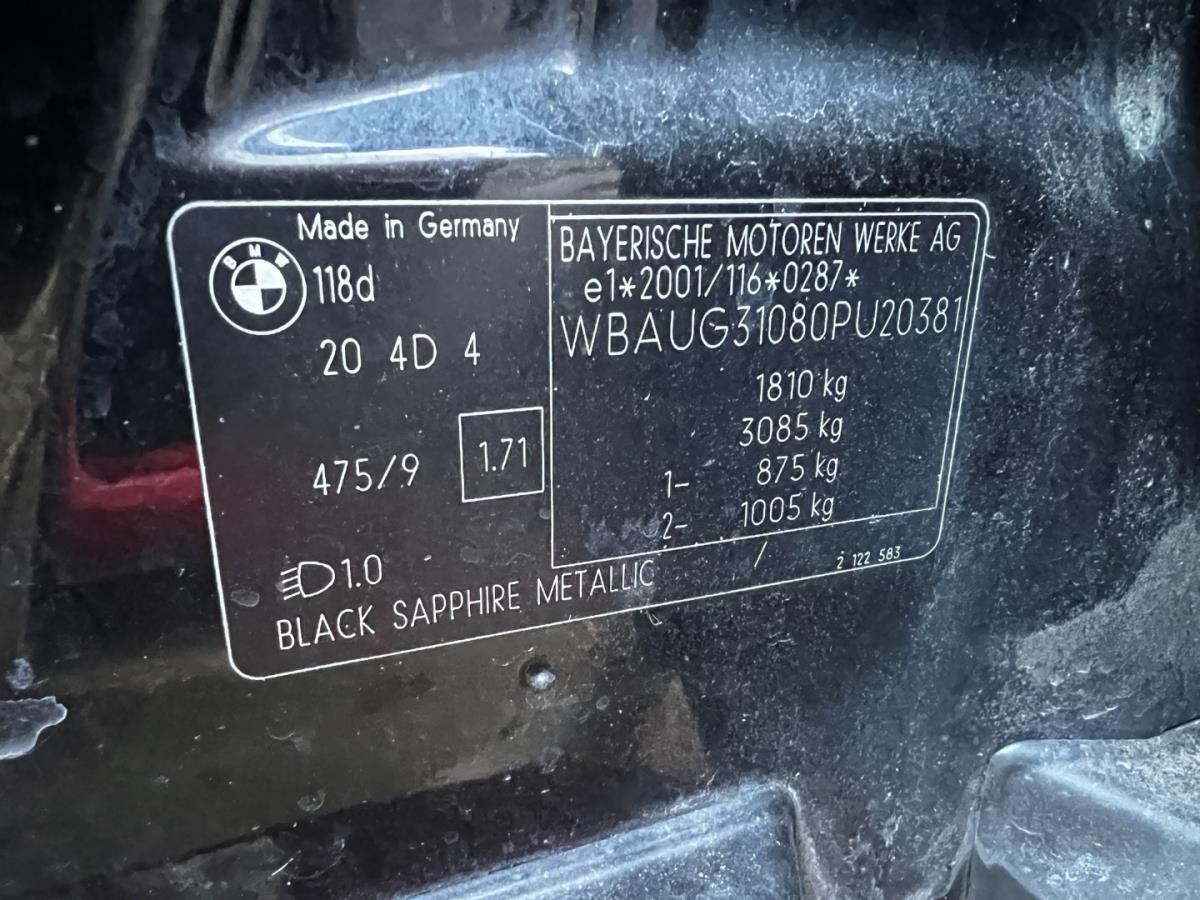 Made in Germany
BMW
118d
20 4D 4
475/9
1.71
1.0
BLACK SAPPHIRE METALLIC
BAYERISCHE MOTOREN WERKE AG
e1*2001/116*0287*
WBAUG31080PU20381
1810 kg
3085 kg
1- 875 kg
2- 1005 kg
/ 2 122 583